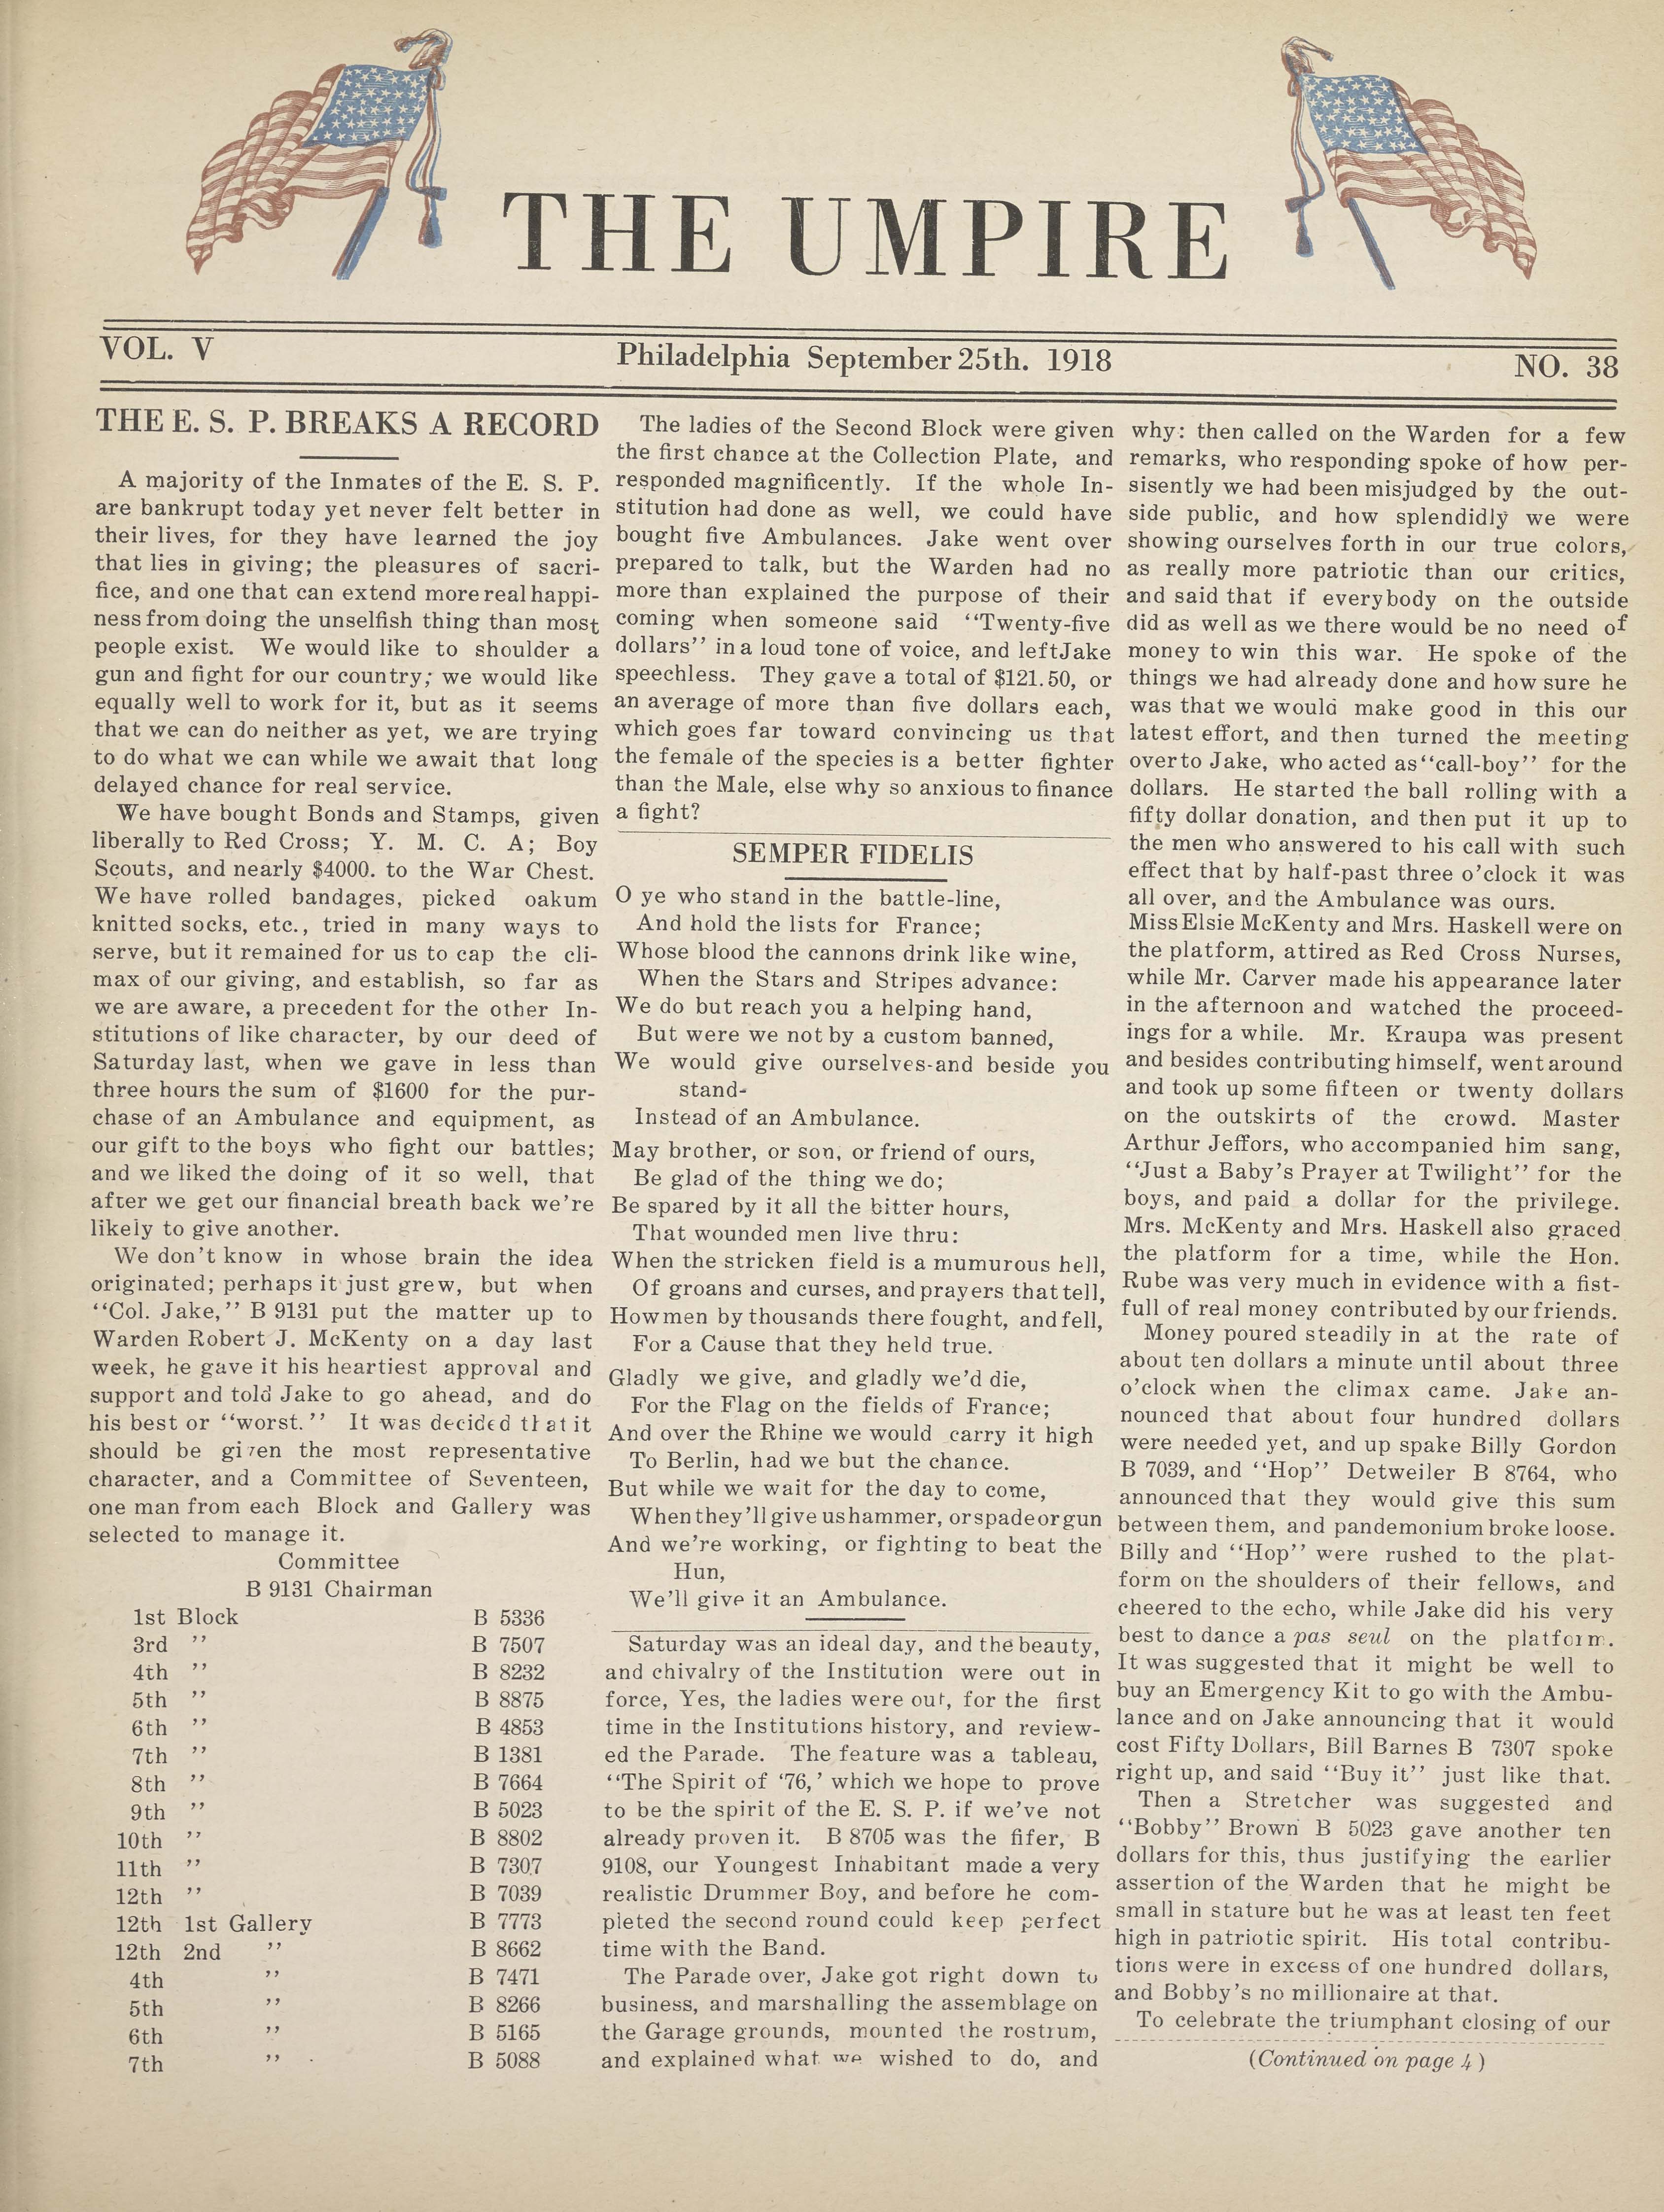 THE UMPIRE
VOL. V
Philadelphia September 25th. 1918
NO. 38
THE E. S. P. BREAKS A RECORD
A majority of the Inmates of the E. S. P.
are bankrupt today yet never felt better in
their lives, for they have learned the joy
that lies in giving; the pleasures of sacri-
fice, and one that can extend more real happi-
ness from doing the unselfish thing than most
people exist. We would like to shoulder a
gun and fight for our country; we would like
equally well to work for it, but as it seems
that we can do neither as yet, we are trying
to do what we can while we await that long
delayed chance for real service.
We have bought Bonds and Stamps, given
liberally to Red Cross; Y. M. C. A; Boy
Scouts, and nearly $4000. to the War Chest.
We have rolled bandages, picked oakum
knitted socks, etc., tried in many ways to
serve, but it remained for us to cap the cli-
max of our giving, and establish, so far as
we are aware, a precedent for the other In-
stitutions of like character, by our deed of
Saturday last, when we gave in less than
three hours the sum of $1600 for the pur-
chase of an Ambulance and equipment, as
our gift to the boys who fight our battles;
and we liked the doing of it so well, that
after we get our financial breath back we're
likely to give another.
We don't know in whose brain the idea
originated; perhaps it just grew, but when
"Col. Jake," B 9131 put the matter up to
Warden Robert J. McKenty on a day last
week, he gave it his heartiest approval and
support and told Jake to go ahead, and do
his best or "worst." It was decided that it
should be given the most representative
character, and a Committee of Seventeen,
one man from each Block and Gallery was
selected to manage it.
Committee
B 9131 Chairman
1st Block B 5336
3rd " B 7507
4th " B 8232
5th " B 8875
6th " B 4853
7th " B 1381
8th " B 7664
9th " B 5023
10th " B 8802
11th " B 7307
12th " B 7039
12th 1st Gallery B 7773
12th 2nd " B 8662
4th " B 7471
5th " B 8266
6th " B 5165
7th " B 5088
The ladies of the Second Block were given
the first chance at the Collection Plate, and
responded magnificently. If the whole In-
stitution had done as well, we could have
bought five Ambulances. Jake went over
prepared to talk, but the Warden had no
more than explained the purpose of their
coming when someone said "Twenty-five
dollars" in a loud tone of voice, and left Jake
speechless. They gave a total of $121.50, or
an average of more than five dollars each,
which goes far toward convincing us that
the female of the species is a better fighter
than the Male, else why so anxious to finance
a fight?
SEMPER FIDELIS
O ye who stand in the battle-line,
And hold the lists for France;
Whose blood the cannons drink like wine,
When the Stars and Stripes advance:
We do but reach you a helping hand,
But were we not by a custom banned,
We would give ourselves-and beside you
stand-
Instead of an Ambulance.
May brother, or son, or friend of ours,
Be glad of the thing we do;
Be spared by it all the bitter hours,
That wounded men live thru:
When the stricken field is a mumurous hell,
Of groans and curses, and prayers that tell,
How men by thousands there fought, and fell,
For a Cause that they held true.
Gladly we give, and gladly we'd die,
For the Flag on the fields of France;
And over the Rhine we would carry it high
To Berlin, had we but the chance.
But while we wait for the day to come,
When they'll give us hammer, or spade or gun
And we're working, or fighting to beat the
Hun,
We'll give it an Ambulance.
Saturday was an ideal day, and the beauty,
and chivalry of the Institution were out in
force, Yes, the ladies were out, for the first
time in the Institutions history, and review-
ed the Parade. The feature was a tableau,
"The Spirit of '76,' which we hope to prove
to be the spirit of the E. S. P. if we've not
already proven it. B 8705 was the fifer, B
9108, our Youngest Inhabitant made a very
realistic Drummer Boy, and before he com-
pleted the second round could keep perfect
time with the Band.
The Parade over, Jake got right down to
business, and marshalling the assemblage on
the Garage grounds, mounted the rostrum,
and explained what we wished to do, and
why: then called on the Warden for a few
remarks, who responding spoke of how per-
sisently we had been misjudged by the out-
side public, and how splendidly we were
showing ourselves forth in our true colors,
as really more patriotic than our critics,
and said that if everybody on the outside
did as well as we there would be no need of
money to win this war. He spoke of the
things we had already done and how sure he
was that we would make good in this our
latest effort, and then turned the meeting
over to Jake, who acted as "call-boy" for the
dollars. He started the ball rolling with a
fifty dollar donation, and then put it up to
the men who answered to his call with such
effect that by half-past three o'clock it was
all over, and the Ambulance was ours.
Miss Elsie McKenty and Mrs. Haskell were on
the platform, attired as Red Cross Nurses,
while Mr. Carver made his appearance later
in the afternoon and watched the proceed-
ings for a while. Mr. Kraupa was present
and besides contributing himself, went around
and took up some fifteen or twenty dollars
on the outskirts of the crowd. Master
Arthur Jeffors, who accompanied him sang,
"Just a Baby's Prayer at Twilight" for the
boys, and paid a dollar for the privilege.
Mrs. McKenty and Mrs. Haskell also graced
the platform for a time, while the Hon.
Rube was very much in evidence with a fist-
full of real money contributed by our friends.
Money poured steadily in at the rate of
about ten dollars a minute until about three
o'clock when the climax came. Jake an-
nounced that about four hundred dollars
were needed yet, and up spake Billy Gordon
B 7039, and "Hop" Detweiler B 8764, who
announced that they would give this sum
between them, and pandemonium broke loose.
Billy and "Hop" were rushed to the plat-
form on the shoulders of their fellows, and
cheered to the echo, while Jake did his very
best to dance a pas seul on the platform.
It was suggested that it might be well to
buy an Emergency Kit to go with the Ambu-
lance and on Jake announcing that it would
cost Fifty Dollars, Bill Barnes B 7307 spoke
right up, and said "Buy it" just like that.
Then a Stretcher was suggested and
"Bobby" Brown B 5023 gave another ten
dollars for this, thus justifying the earlier
assertion of the Warden that he might be
small in stature but he was at least ten feet
high in patriotic spirit. His total contribu-
tions were in excess of one hundred dollars,
and Bobby's no millionaire at that.
To celebrate the triumphant closing of our
(Continued on page 4)